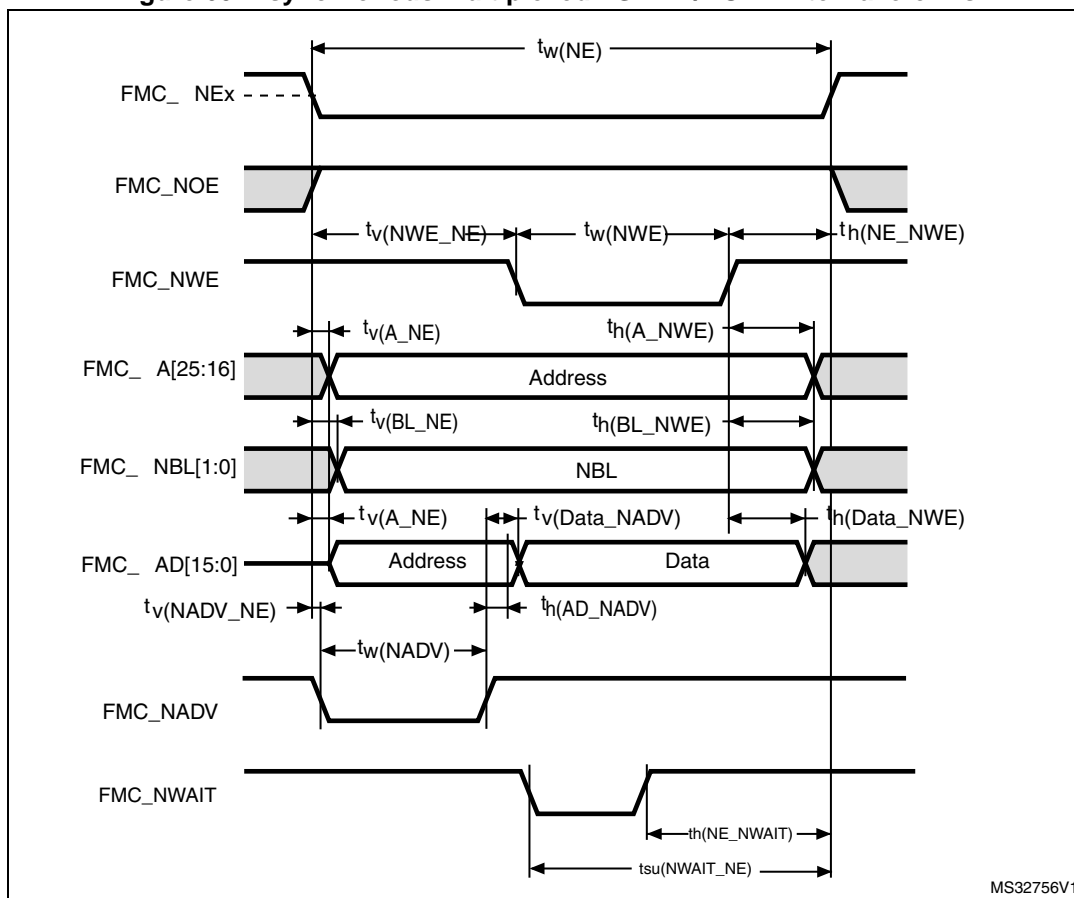 tw(NE)
FMC_ NEx
FMC_NOE
tv(NWE_NE)
tw(NWE)
th(NE_NWE)
FMC_NWE
tv(A_NE)
th(A_NWE)
FMC_ A[25:16]
Address
tv(BL_NE)
th(BL_NWE)
FMC_ NBL[1:0]
NBL
tv(A_NE)
tv(Data_NADV)
th(Data_NWE)
FMC_ AD[15:0]
Address
Data
tv(NADV_NE)
th(AD_NADV)
tw(NADV)
FMC_NADV
FMC_NWAIT
th(NE_NWAIT)
tsu(NWAIT_NE)
MS32756V1